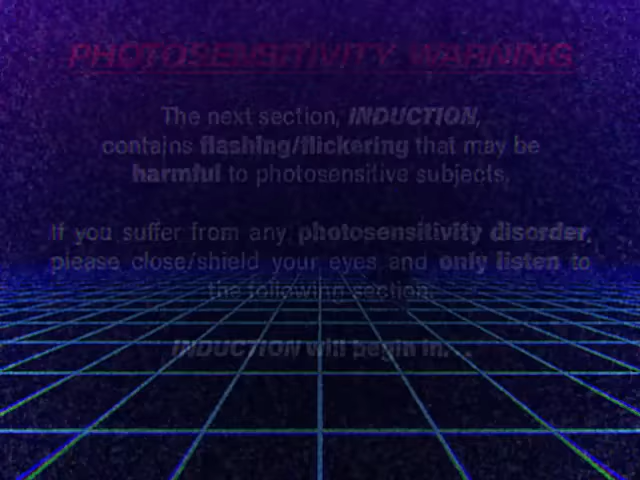 PHOTOSENSITIVITY WARNING
The next section, INDUCTION,
contains flashing/flickering that may be
harmful to photosensitive subjects.
If you suffer from any photosensitivity disorder,
please close/shield your eyes and only listen to
the following section.
INDUCTION will begin in. . .